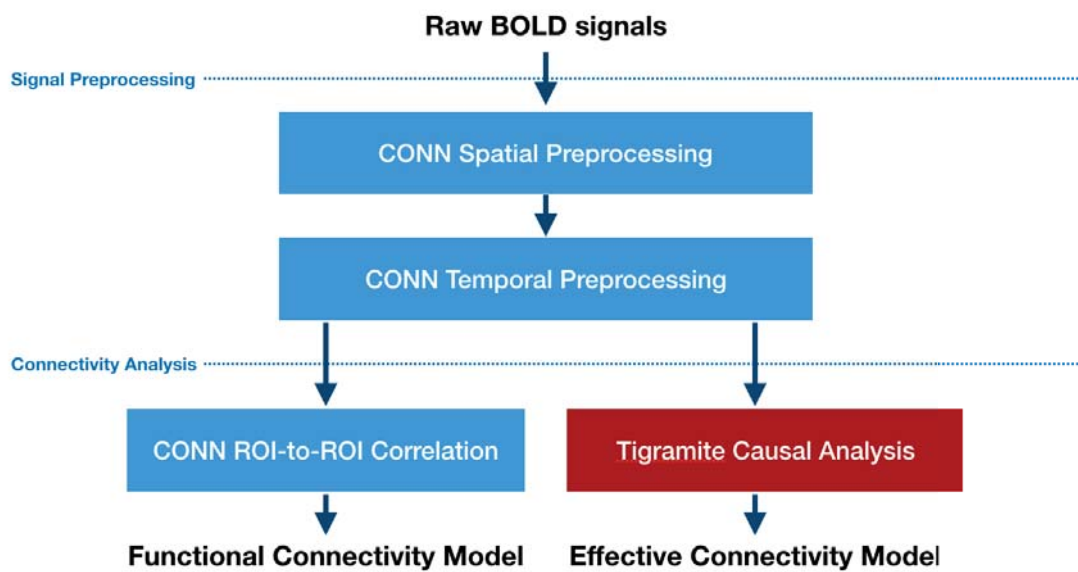 Raw BOLD signals
Signal Preprocessing
CONN Spatial Preprocessing
CONN Temporal Preprocessing
Connectivity Analysis
CONN ROI-to-ROI Correlation
Tigramite Causal Analysis
Functional Connectivity Model
Effective Connectivity Model